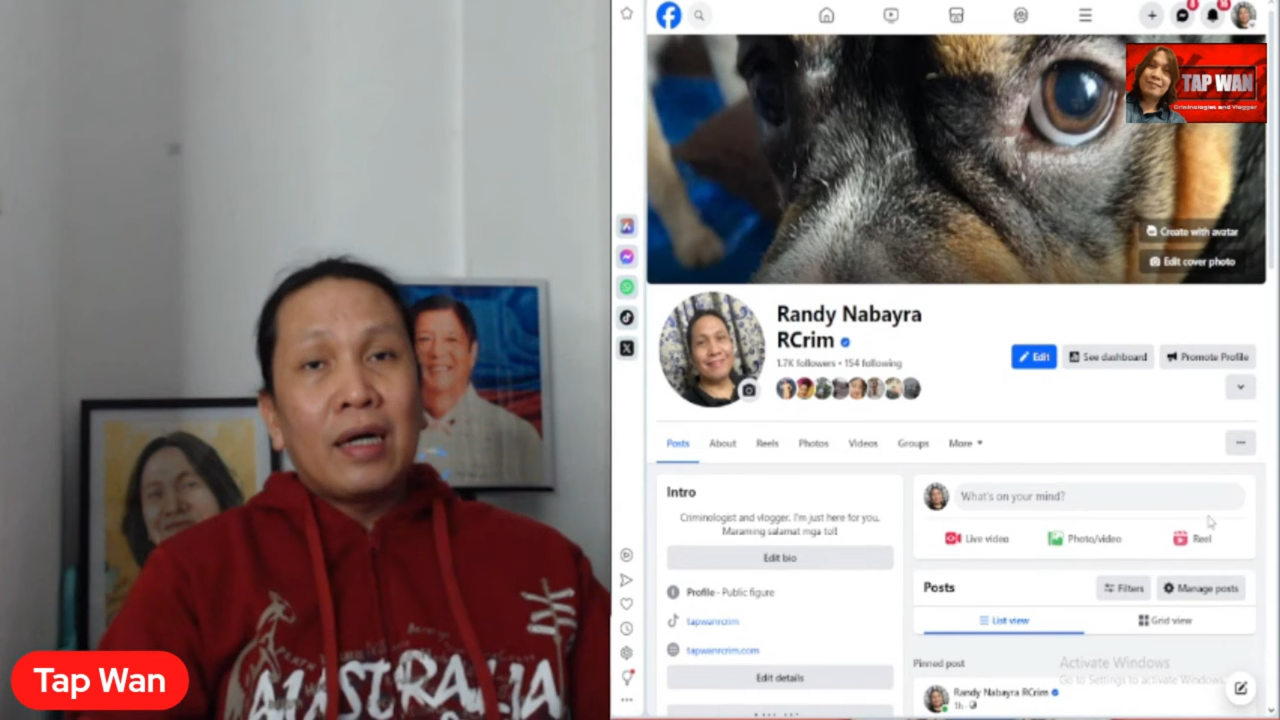 TAP WAN
Criminologist and Vlogger
Create with avatar
Edit cover photo
Randy Nabayra
RCrim
1.7K followers • 154 following
Edit
See dashboard
Promote Profile
Posts
About
Reels
Photos
Videos
Groups
More
Intro
Criminologist and vlogger. I'm just here for you.
Maraming salamat mga tol!
Edit bio
Profile · Public figure
tapwanrcrim
tapwanrcrim.com
Edit details
What's on your mind?
Live video
Photo/video
Reel
Posts
Filters
Manage posts
List view
Grid view
Pinned post
Activate Windows
Go to Settings to activate Windows.
Randy Nabayra RCrim
1h
AUSTRALIA
Tap Wan